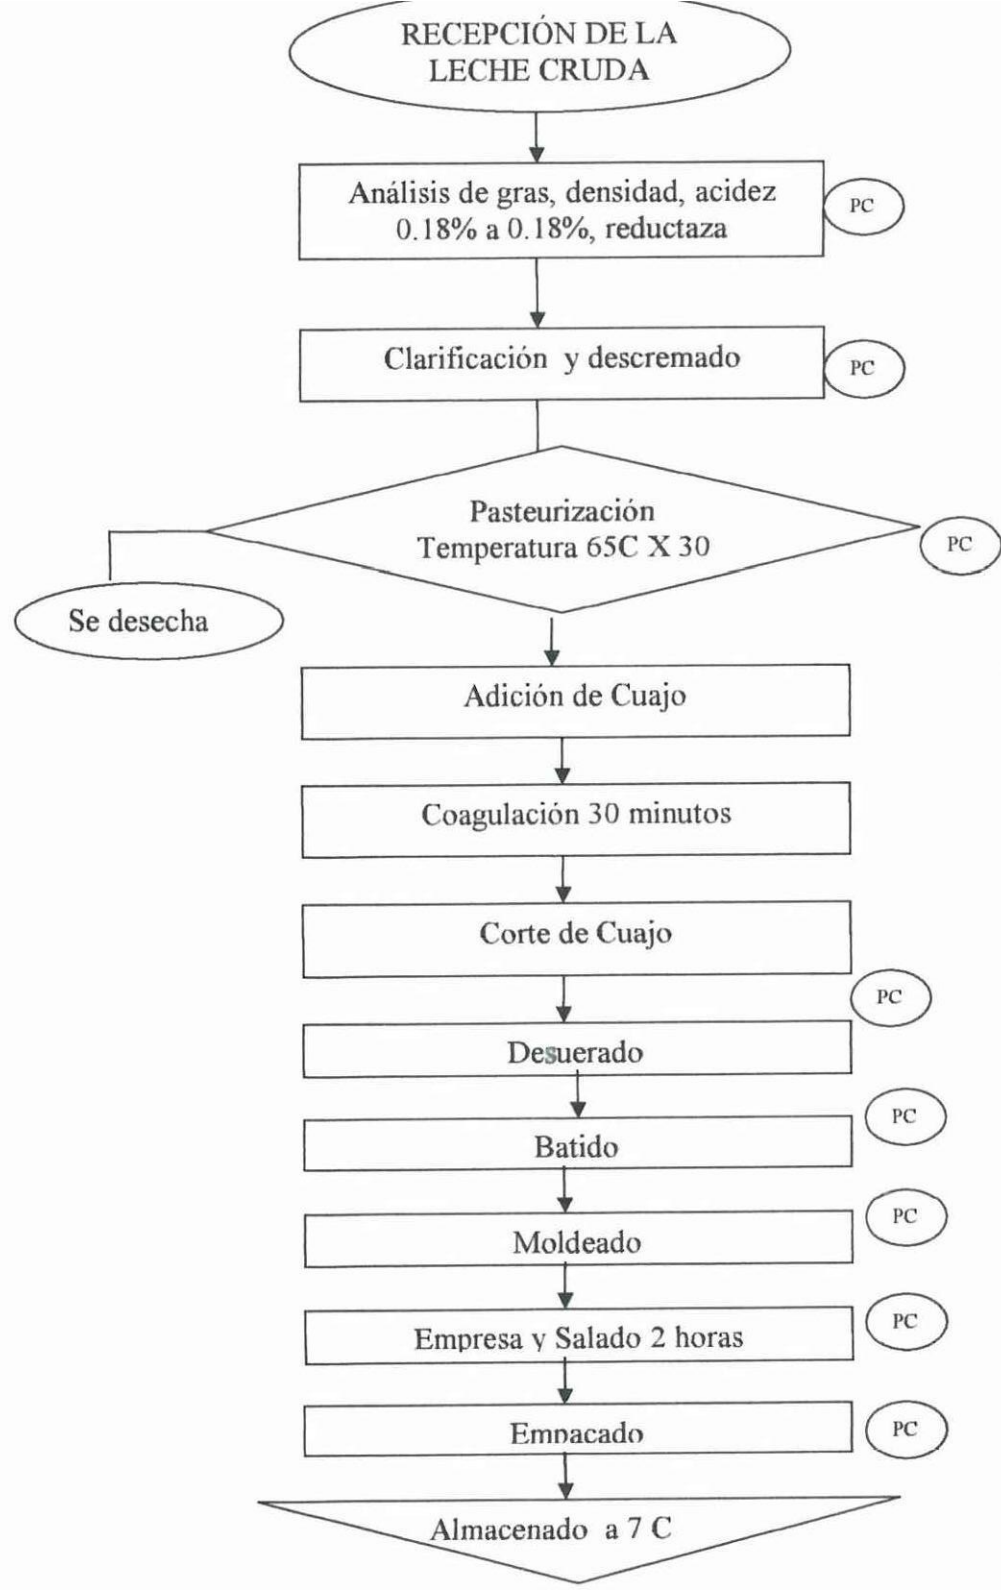 RECEPCIÓN DE LA
LECHE CRUDA
Análisis de gras, densidad, acidez
0.18% a 0.18%, reductaza
PC
Clarificación y descremado
PC
Pasteurización
Temperatura 65C X 30
PC
Se desecha
Adición de Cuajo
Coagulación 30 minutos
Corte de Cuajo
PC
Desuerado
PC
Batido
PC
Moldeado
Empresa y Salado 2 horas
PC
Empacado
PC
Almacenado a 7 C